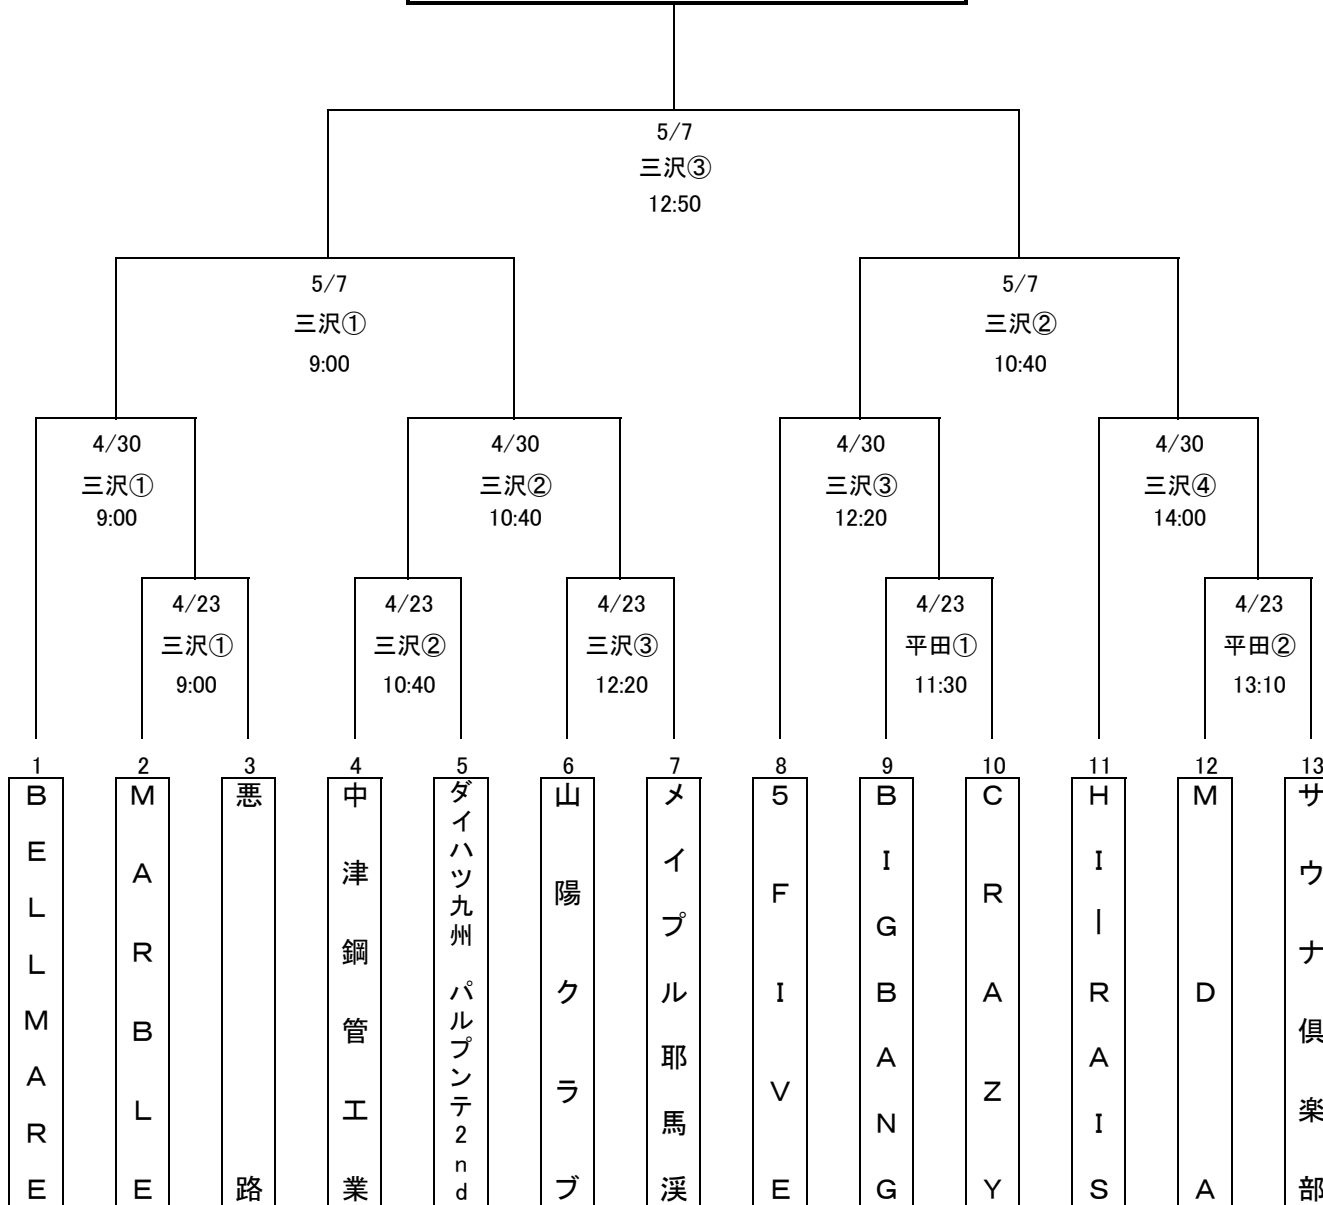 5/7
三沢③
12:50
5/7
三沢①
9:00
5/7
三沢②
10:40
4/30
三沢①
9:00
4/30
三沢②
10:40
4/30
三沢③
12:20
4/30
三沢④
14:00
4/23
三沢①
9:00
4/23
三沢②
10:40
4/23
三沢③
12:20
4/23
平田①
11:30
4/23
平田②
13:10
1
BELLMARE
2
MARBLE
3
悪路
4
中津鋼管工業
5
ダイハツ九州 パルプンテ2nd
6
山陽クラブ
7
メイプル耶馬渓
8
5FIVE
9
BIGBANG
10
CRAZY
11
HI|RAIS
12
MDA
13
サウナ倶楽部